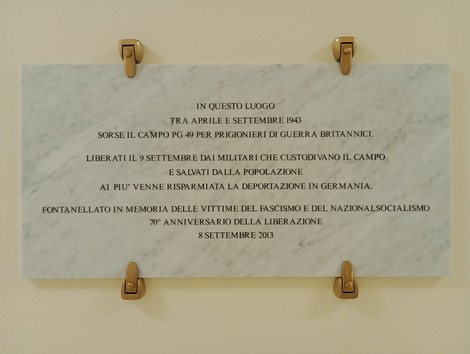 IN QUESTO LUOGO
TRA APRILE E SETTEMBRE 1943
SORSE IL CAMPO PG 49 PER PRIGIONIERI DI GUERRA BRITANNICI.
LIBERATI IL 9 SETTEMBRE DAI MILITARI CHE CUSTODIVANO IL CAMPO
E SALVATI DALLA POPOLAZIONE
AI PIU' VENNE RISPARMIATA LA DEPORTAZIONE IN GERMANIA.
FONTANELLATO IN MEMORIA DELLE VITTIME DEL FASCISMO E DEL NAZIONALSOCIALISMO
70° ANNIVERSARIO DELLA LIBERAZIONE
8 SETTEMBRE 2013